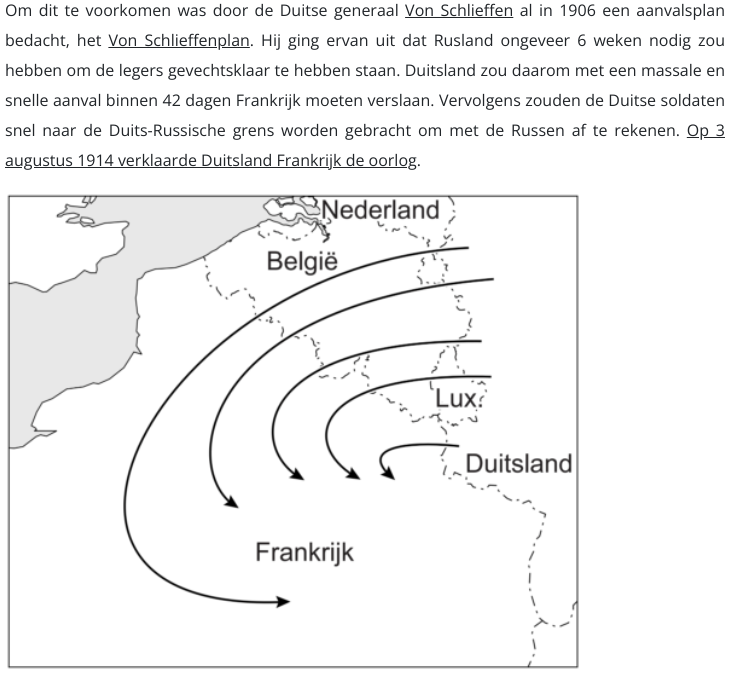 Om dit te voorkomen was door de Duitse generaal Von Schlieffen al in 1906 een aanvalsplan
bedacht, het Von Schlieffenplan. Hij ging ervan uit dat Rusland ongeveer 6 weken nodig zou
hebben om de legers gevechtsklaar te hebben staan. Duitsland zou daarom met een massale en
snelle aanval binnen 42 dagen Frankrijk moeten verslaan. Vervolgens zouden de Duitse soldaten
snel naar de Duits-Russische grens worden gebracht om met de Russen af te rekenen. Op 3
augustus 1914 verklaarde Duitsland Frankrijk de oorlog.
Nederland
België
Lux.
Duitsland
Frankrijk